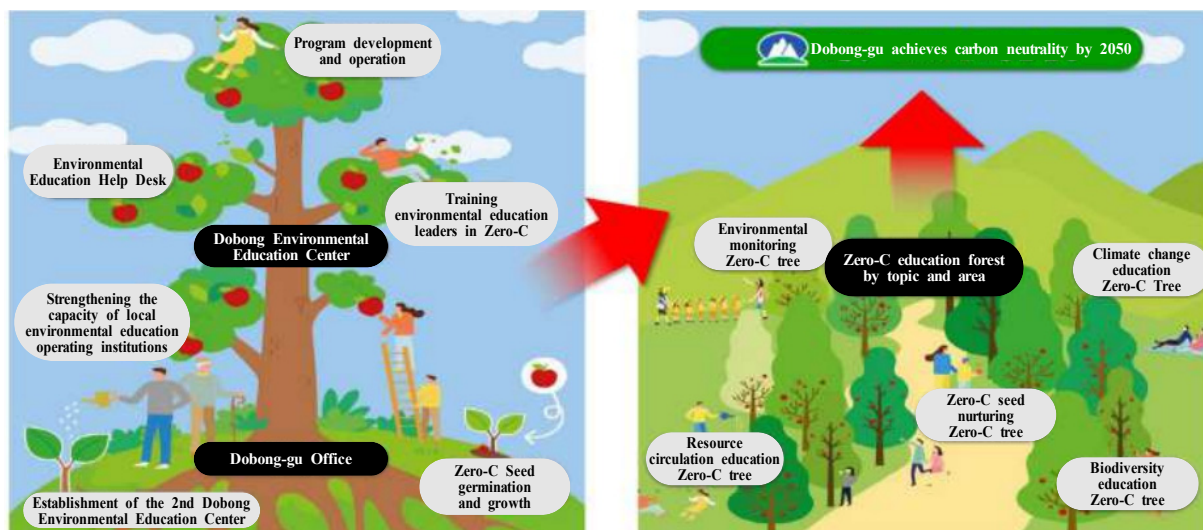 Program development
and operation
Environmental
Education Help Desk
Training
environmental education
leaders in Zero-C
Dobong Environmental
Education Center
Strengthening the
capacity of local
environmental education
operating institutions
Dobong-gu Office
Zero-C Seed
germination
and growth
Establishment of the 2nd Dobong
Environmental Education Center
Dobong-gu achieves carbon neutrality by 2050
Environmental
monitoring
Zero-C tree
Zero-C education forest
by topic and area
Climate change
education
Zero-C Tree
Zero-C seed
nurturing
Zero-C tree
Resource
circulation education
Zero-C tree
Biodiversity
education
Zero-C tree